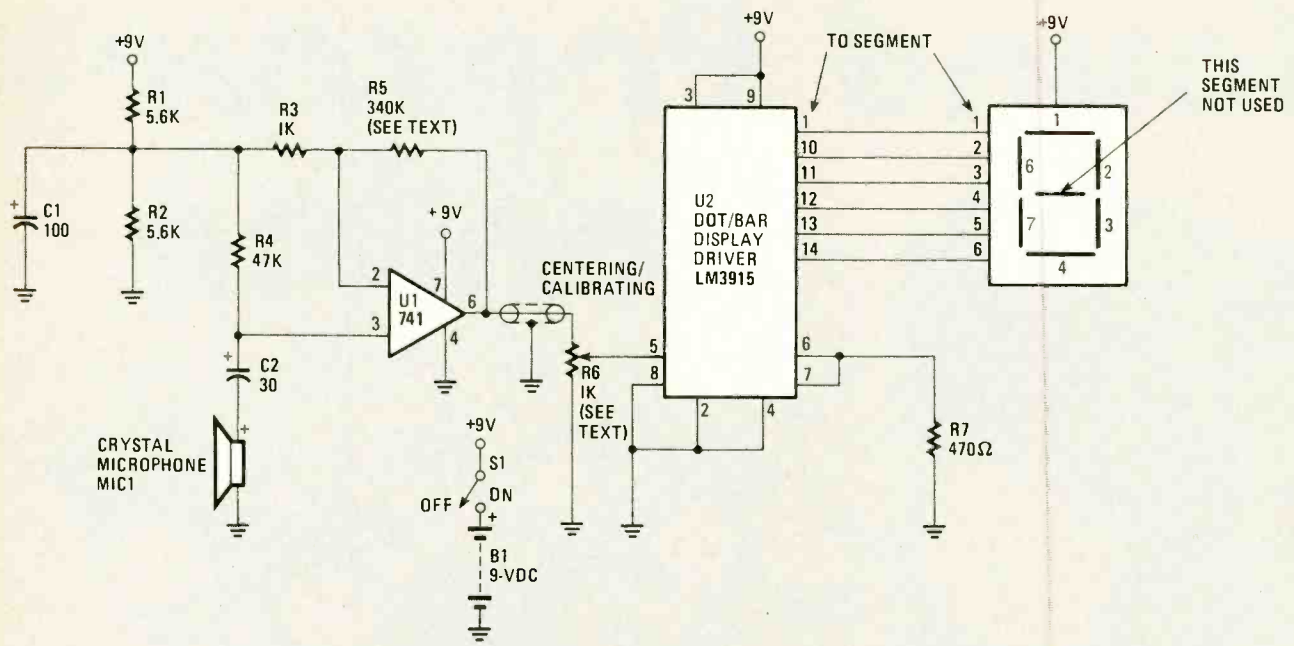 +9V
R1
5.6K
R3
1K
R5
340K
(SEE TEXT)
+
C1
100
R2
5.6K
R4
47K
+9V
2
7
U1
741
6
3
4
+
C2
30
+
CRYSTAL
MICROPHONE
MIC1
CENTERING/
CALIBRATING
R6
1K
(SEE
TEXT)
+9V
S1
OFF
ON
+
B1
9-VDC
+9V
3
9
TO SEGMENT
U2
DOT/BAR
DISPLAY
DRIVER
LM3915
1
10
11
12
13
14
5
8
6
7
2
4
R7
470Ω
1
2
3
4
5
6
+9V
THIS
SEGMENT
NOT USED
1
6
2
7
3
4